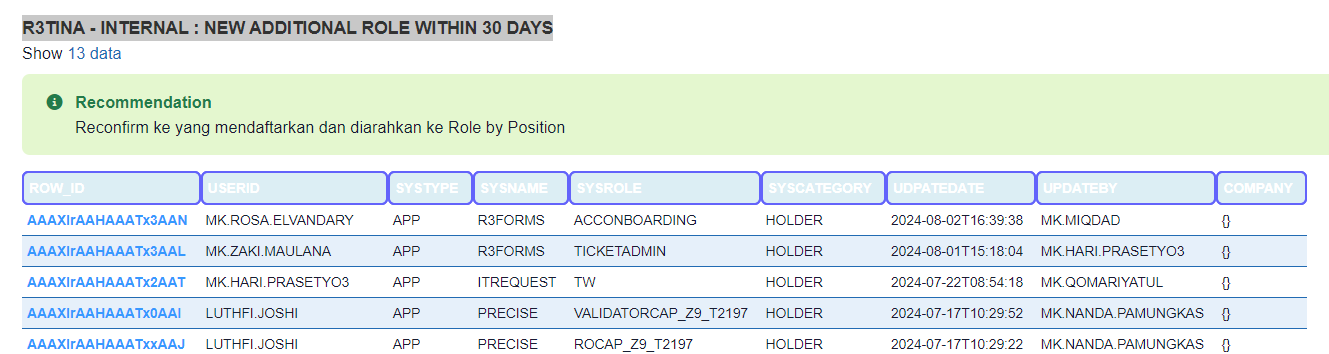 R3TINA - INTERNAL : NEW ADDITIONAL ROLE WITHIN 30 DAYS
Show 13 data
Recommendation
Reconfirm ke yang mendaftarkan dan diarahkan ke Role by Position
ROW_ID USERID SYSTYPE SYSNAME SYSROLE SYSCATEGORY UDPATEDATE UPDATEBY COMPANY
AAAXIrAAHAAATx3AAN MK.ROSA.ELVANDARY APP R3FORMS ACCONBOARDING HOLDER 2024-08-02T16:39:38 MK.MIQDAD {}
AAAXIrAAHAAATx3AAL MK.ZAKI.MAULANA APP R3FORMS TICKETADMIN HOLDER 2024-08-01T15:18:04 MK.HARI.PRASETYO3 {}
AAAXIrAAHAAATx2AAT MK.HARI.PRASETYO3 APP ITREQUEST TW HOLDER 2024-07-22T08:54:18 MK.QOMARIYATUL {}
AAAXIrAAHAAATx0AAI LUTHFI.JOSHI APP PRECISE VALIDATORCAP_Z9_T2197 HOLDER 2024-07-17T10:29:52 MK.NANDA.PAMUNGKAS {}
AAAXIrAAHAAATxxAAJ LUTHFI.JOSHI APP PRECISE ROCAP_Z9_T2197 HOLDER 2024-07-17T10:29:22 MK.NANDA.PAMUNGKAS {}